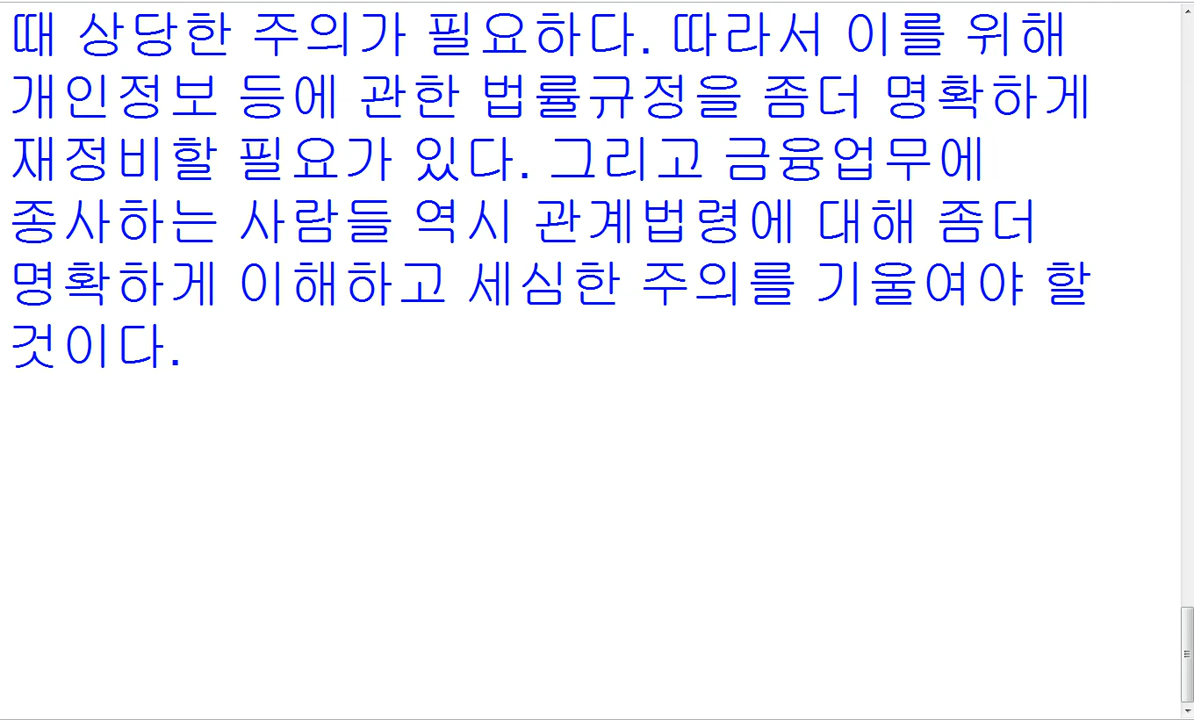 때 상당한 주의가 필요하다. 따라서 이를 위해
개인정보 등에 관한 법률규정을 좀더 명확하게
재정비할 필요가 있다. 그리고 금융업무에
종사하는 사람들 역시 관계법령에 대해 좀더
명확하게 이해하고 세심한 주의를 기울여야 할
것이다.